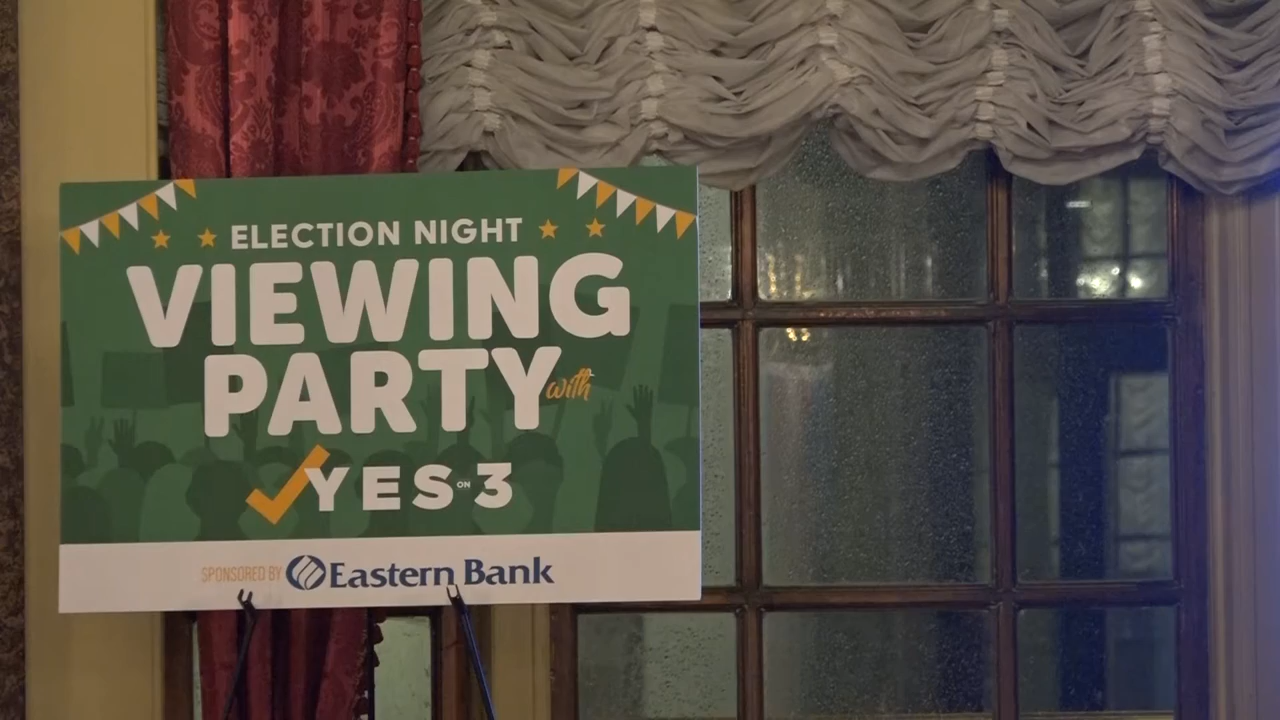 ELECTION NIGHT
VIEWING
PARTY with
YES ON 3
SPONSORED BY Eastern Bank